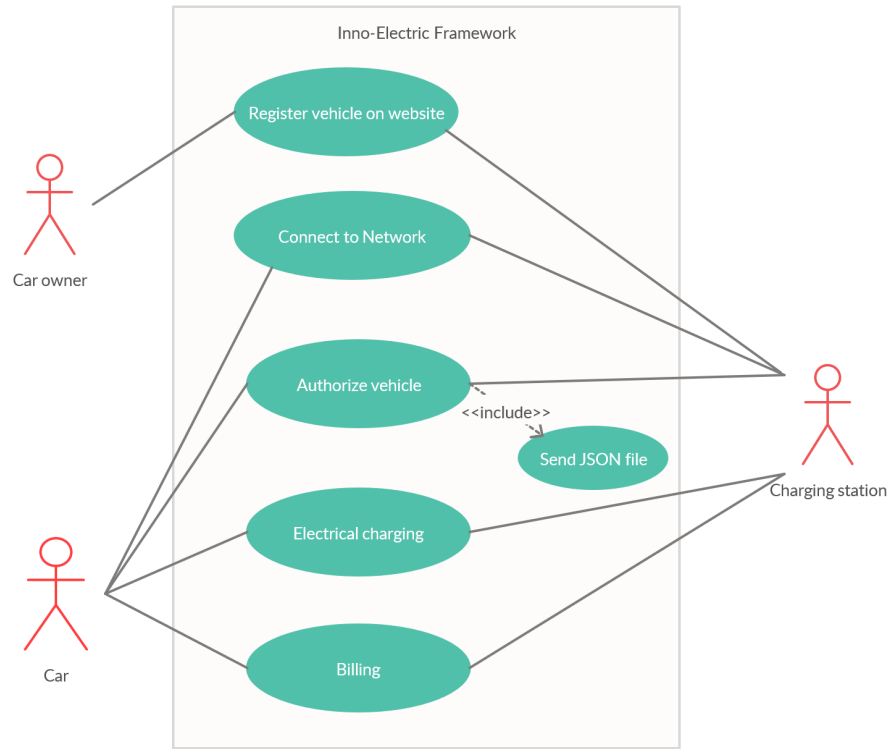 Inno-Electric Framework
Register vehicle on website
Car owner
Connect to Network
Authorize vehicle
<<include>>
Send JSON file
Charging station
Electrical charging
Car
Billing